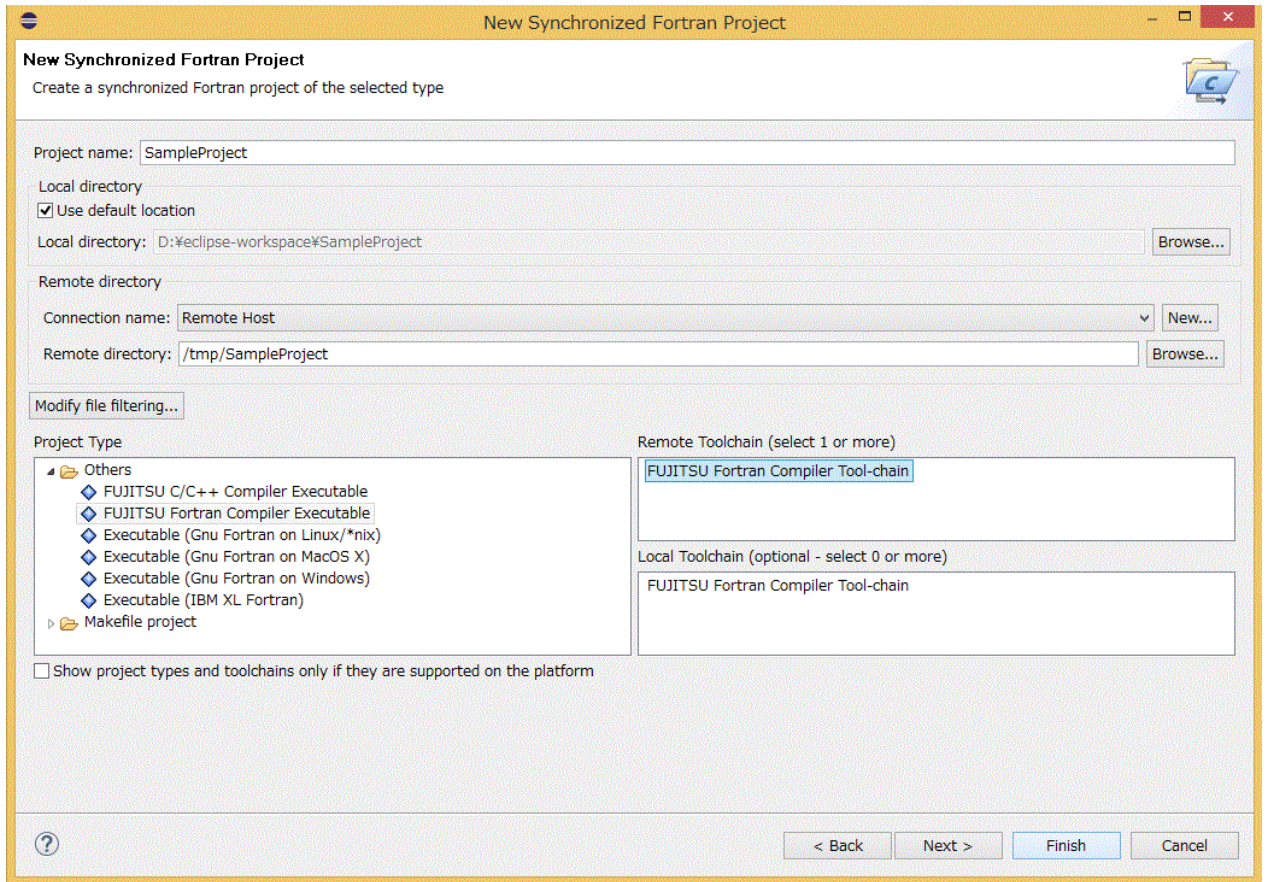 New Synchronized Fortran Project
New Synchronized Fortran Project
Create a synchronized Fortran project of the selected type
C
Project name: SampleProject
Local directory
Use default location
Local directory: D:¥eclipse-workspace¥SampleProject Browse...
Remote directory
Connection name: Remote Host New...
Remote directory: /tmp/SampleProject Browse...
Modify file filtering...
Project Type
Others
FUJITSU C/C++ Compiler Executable
FUJITSU Fortran Compiler Executable
Executable (Gnu Fortran on Linux/*nix)
Executable (Gnu Fortran on MacOS X)
Executable (Gnu Fortran on Windows)
Executable (IBM XL Fortran)
Makefile project
Remote Toolchain (select 1 or more)
FUJITSU Fortran Compiler Tool-chain
Local Toolchain (optional - select 0 or more)
FUJITSU Fortran Compiler Tool-chain
Show project types and toolchains only if they are supported on the platform
? < Back Next > Finish Cancel